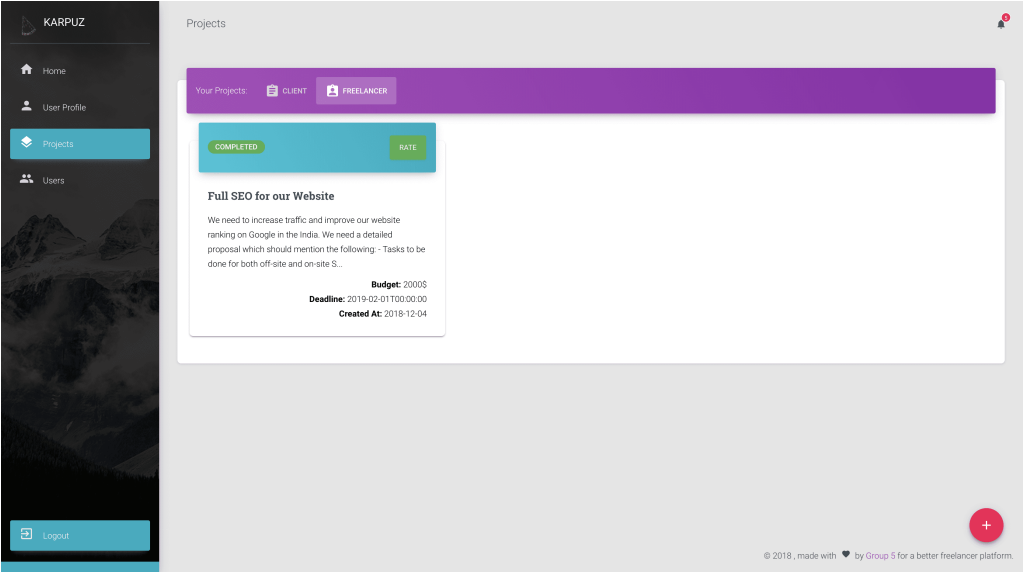 KARPUZ
Home
User Profile
Projects
Users
Logout
Projects
5
Your Projects:
CLIENT
FREELANCER
COMPLETED
RATE
Full SEO for our Website
We need to increase traffic and improve our website
ranking on Google in the India. We need a detailed
proposal which should mention the following: - Tasks to be
done for both off-site and on-site S...
Budget: 2000$
Deadline: 2019-02-01T00:00:00
Created At: 2018-12-04
+
© 2018 , made with ♥ by Group 5 for a better freelancer platform.